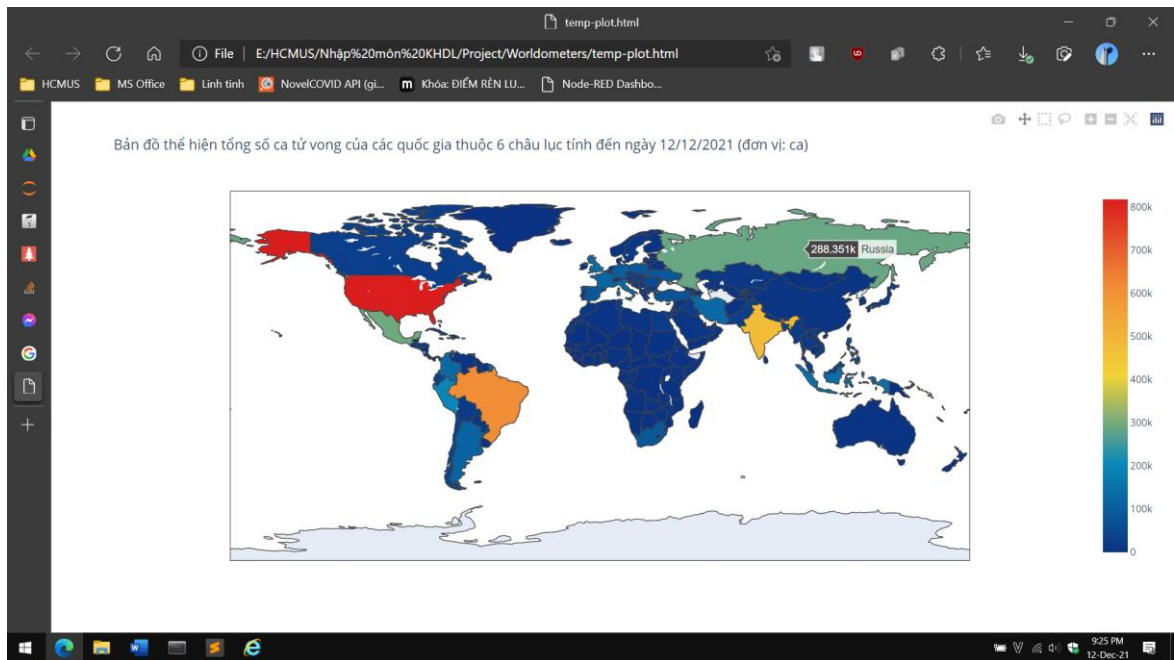 temp-plot.html
File | E:/HCMUS/Nhập%20môn%20KHDL/Project/Worldometers/temp-plot.html
HCMUS MS Office Linh tinh NovelCOVID API (gi... Khóa: ĐIỂM RÈN LU... Node-RED Dashbo...
Bản đồ thể hiện tổng số ca tử vong của các quốc gia thuộc 6 châu lục tính đến ngày 12/12/2021 (đơn vị: ca)
800k
700k
288.351k Russia
600k
500k
400k
300k
200k
100k
0
9:25 PM
12-Dec-21